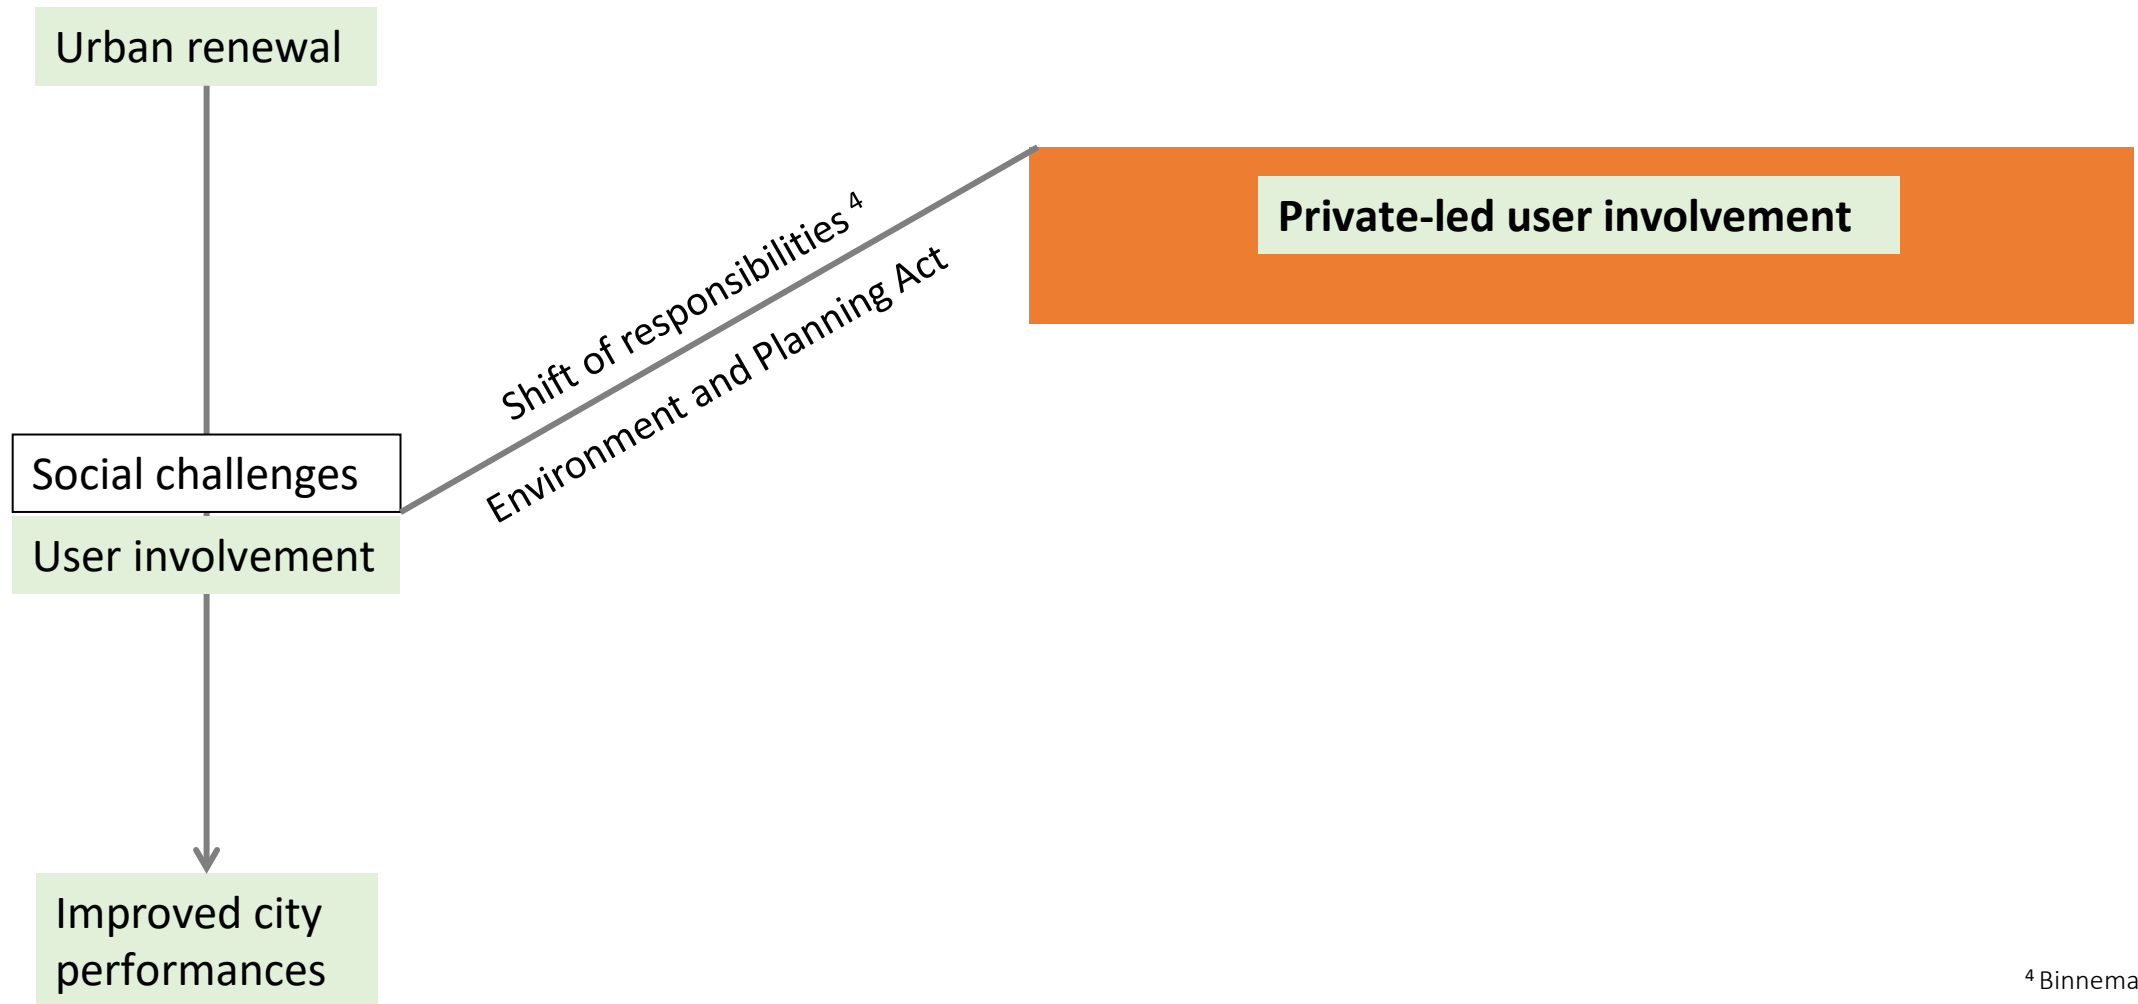 Urban renewal
Private-led user involvement
Shift of responsibilities ⁴
Environment and Planning Act
Social challenges
User involvement
Improved city
performances
⁴ Binnema